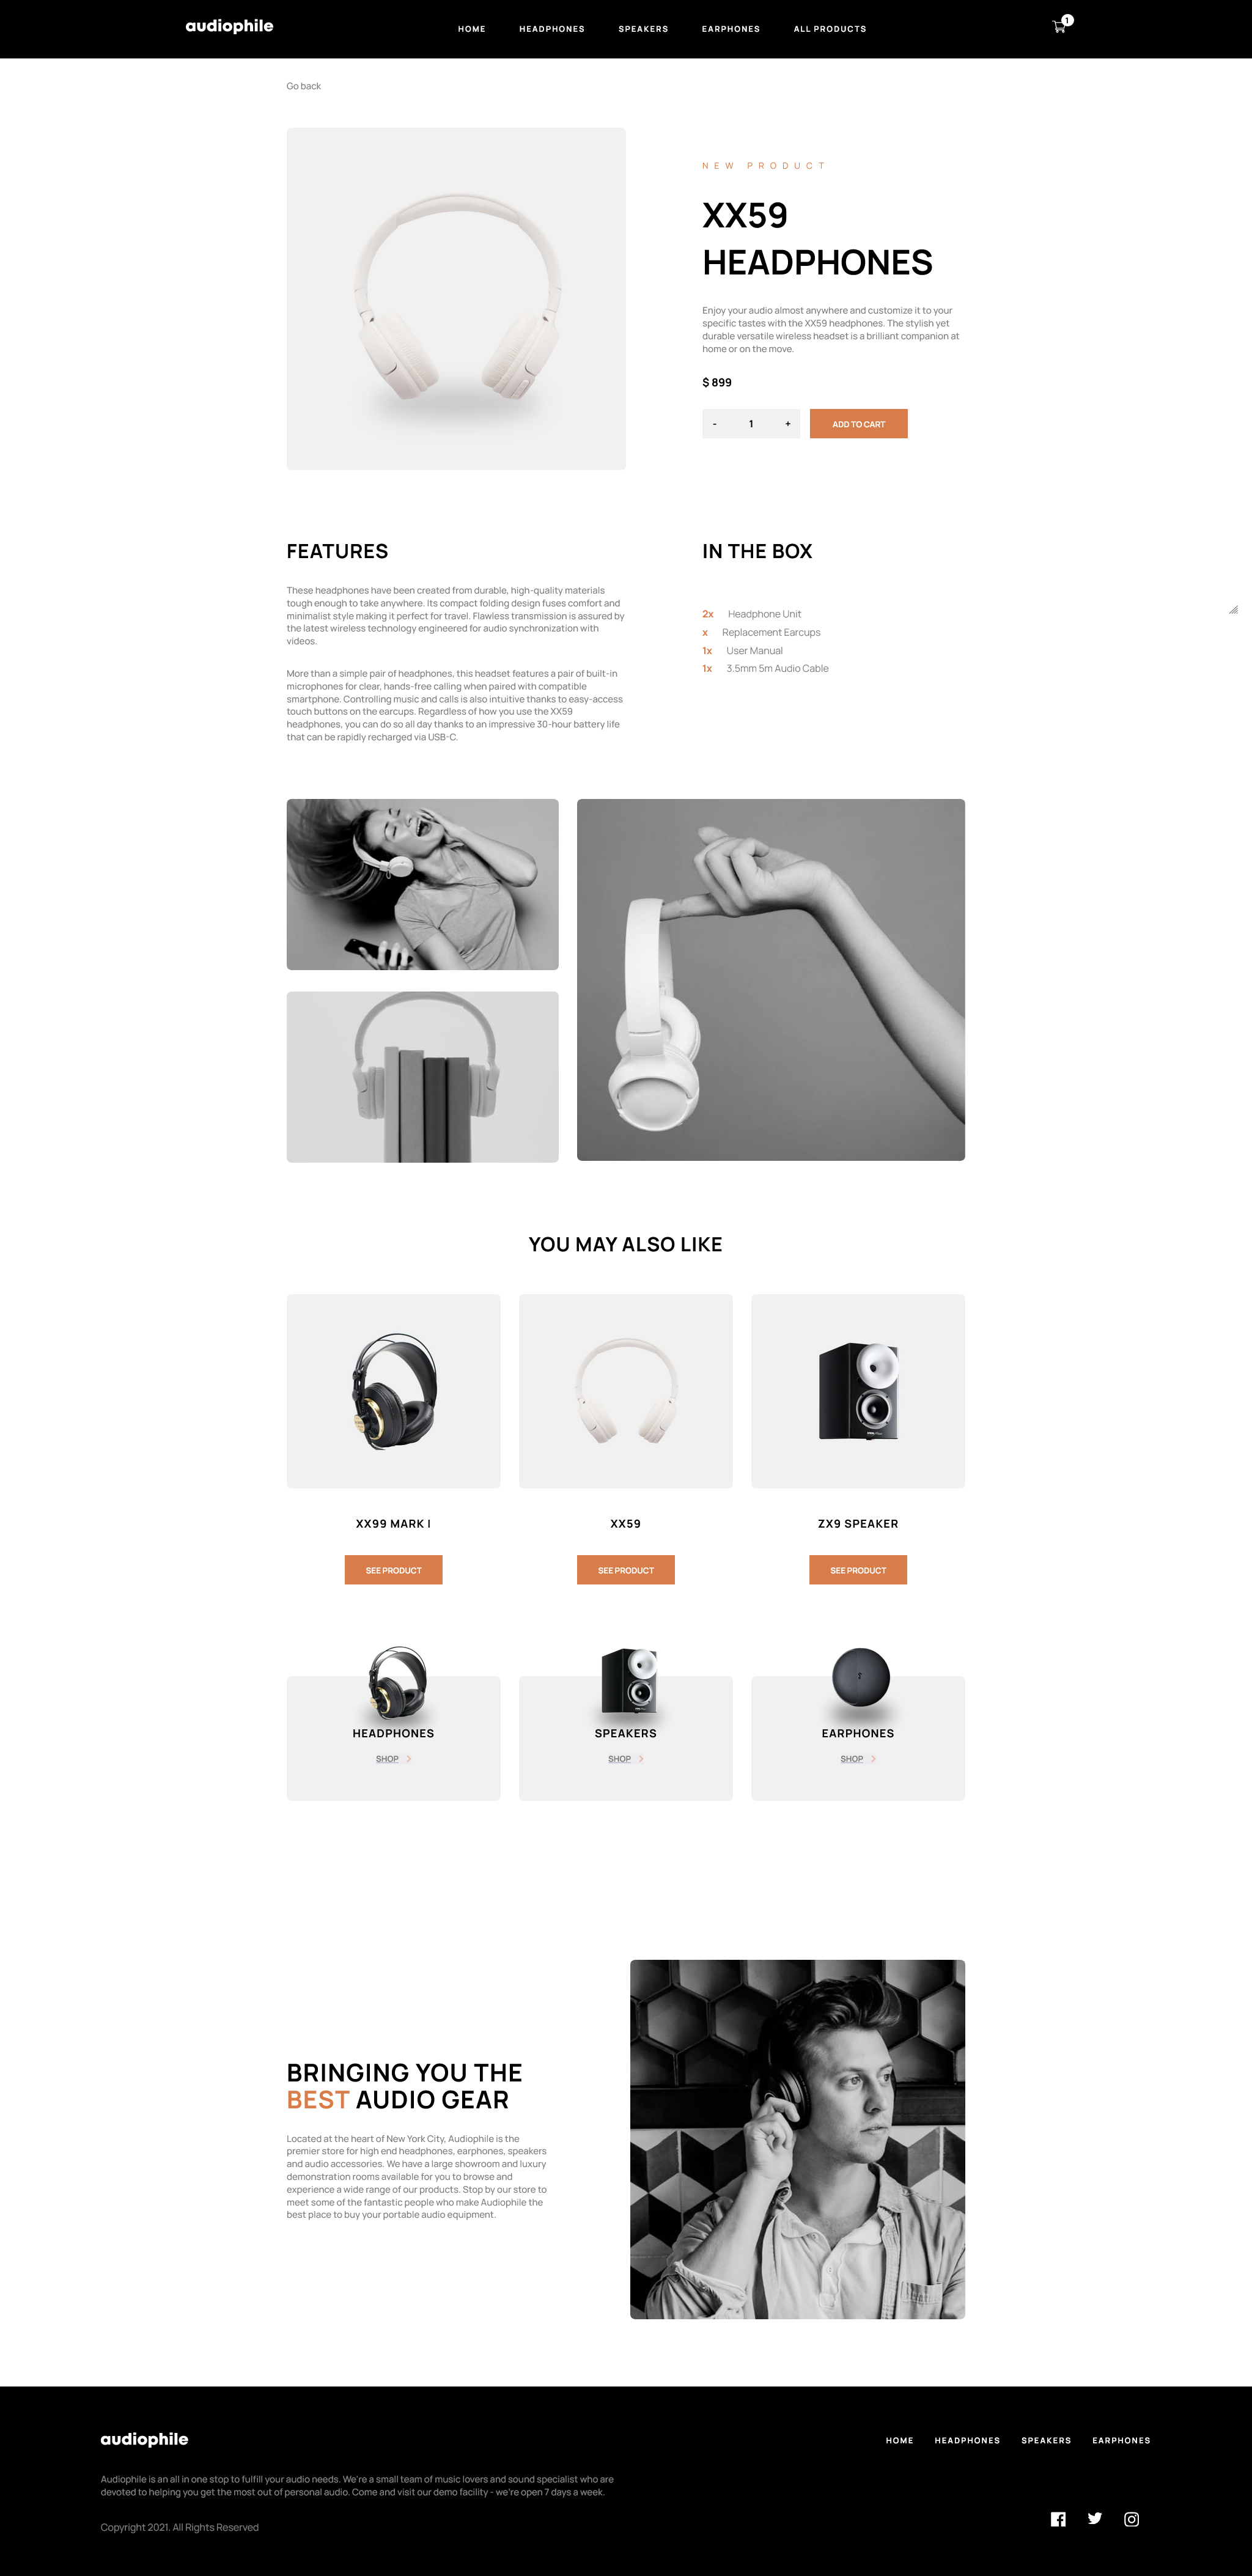 audiophile
HOME HEADPHONES SPEAKERS EARPHONES ALL PRODUCTS
1
Go back
NEW PRODUCT
XX59
HEADPHONES
Enjoy your audio almost anywhere and customize it to your
specific tastes with the XX59 headphones. The stylish yet
durable versatile wireless headset is a brilliant companion at
home or on the move.
$ 899
- 1 +
ADD TO CART
FEATURES
These headphones have been created from durable, high-quality materials
tough enough to take anywhere. Its compact folding design fuses comfort and
minimalist style making it perfect for travel. Flawless transmission is assured by
the latest wireless technology engineered for audio synchronization with
videos.
More than a simple pair of headphones, this headset features a pair of built-in
microphones for clear, hands-free calling when paired with compatible
smartphone. Controlling music and calls is also intuitive thanks to easy-access
touch buttons on the earcups. Regardless of how you use the XX59
headphones, you can do so all day thanks to an impressive 30-hour battery life
that can be rapidly recharged via USB-C.
IN THE BOX
2x Headphone Unit
x Replacement Earcups
1x User Manual
1x 3.5mm 5m Audio Cable
YOU MAY ALSO LIKE
XX99 MARK I
XX59
ZX9 SPEAKER
SEE PRODUCT
SEE PRODUCT
SEE PRODUCT
HEADPHONES
SPEAKERS
EARPHONES
SHOP
SHOP
SHOP
BRINGING YOU THE
BEST AUDIO GEAR
Located at the heart of New York City, Audiophile is the
premier store for high end headphones, earphones, speakers
and audio accessories. We have a large showroom and luxury
demonstration rooms available for you to browse and
experience a wide range of our products. Stop by our store to
meet some of the fantastic people who make Audiophile the
best place to buy your portable audio equipment.
audiophile
HOME HEADPHONES SPEAKERS EARPHONES
Audiophile is an all in one stop to fulfill your audio needs. We're a small team of music lovers and sound specialist who are
devoted to helping you get the most out of personal audio. Come and visit our demo facility - we're open 7 days a week.
Copyright 2021. All Rights Reserved